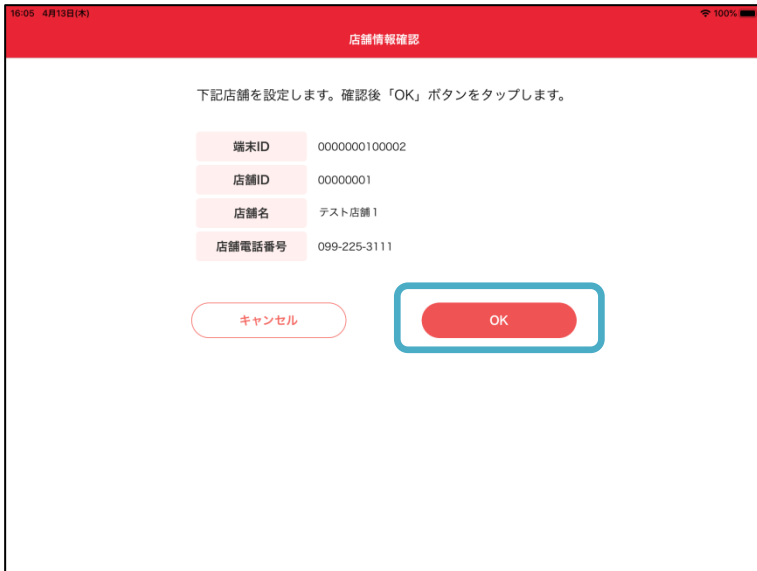 16:05 4月13日(木) 100%
店舗情報確認
下記店舗を設定します。確認後「OK」ボタンをタップします。
端末ID 0000000100002
店舗ID 00000001
店舗名 テスト店舗1
店舗電話番号 099-225-3111
キャンセル OK